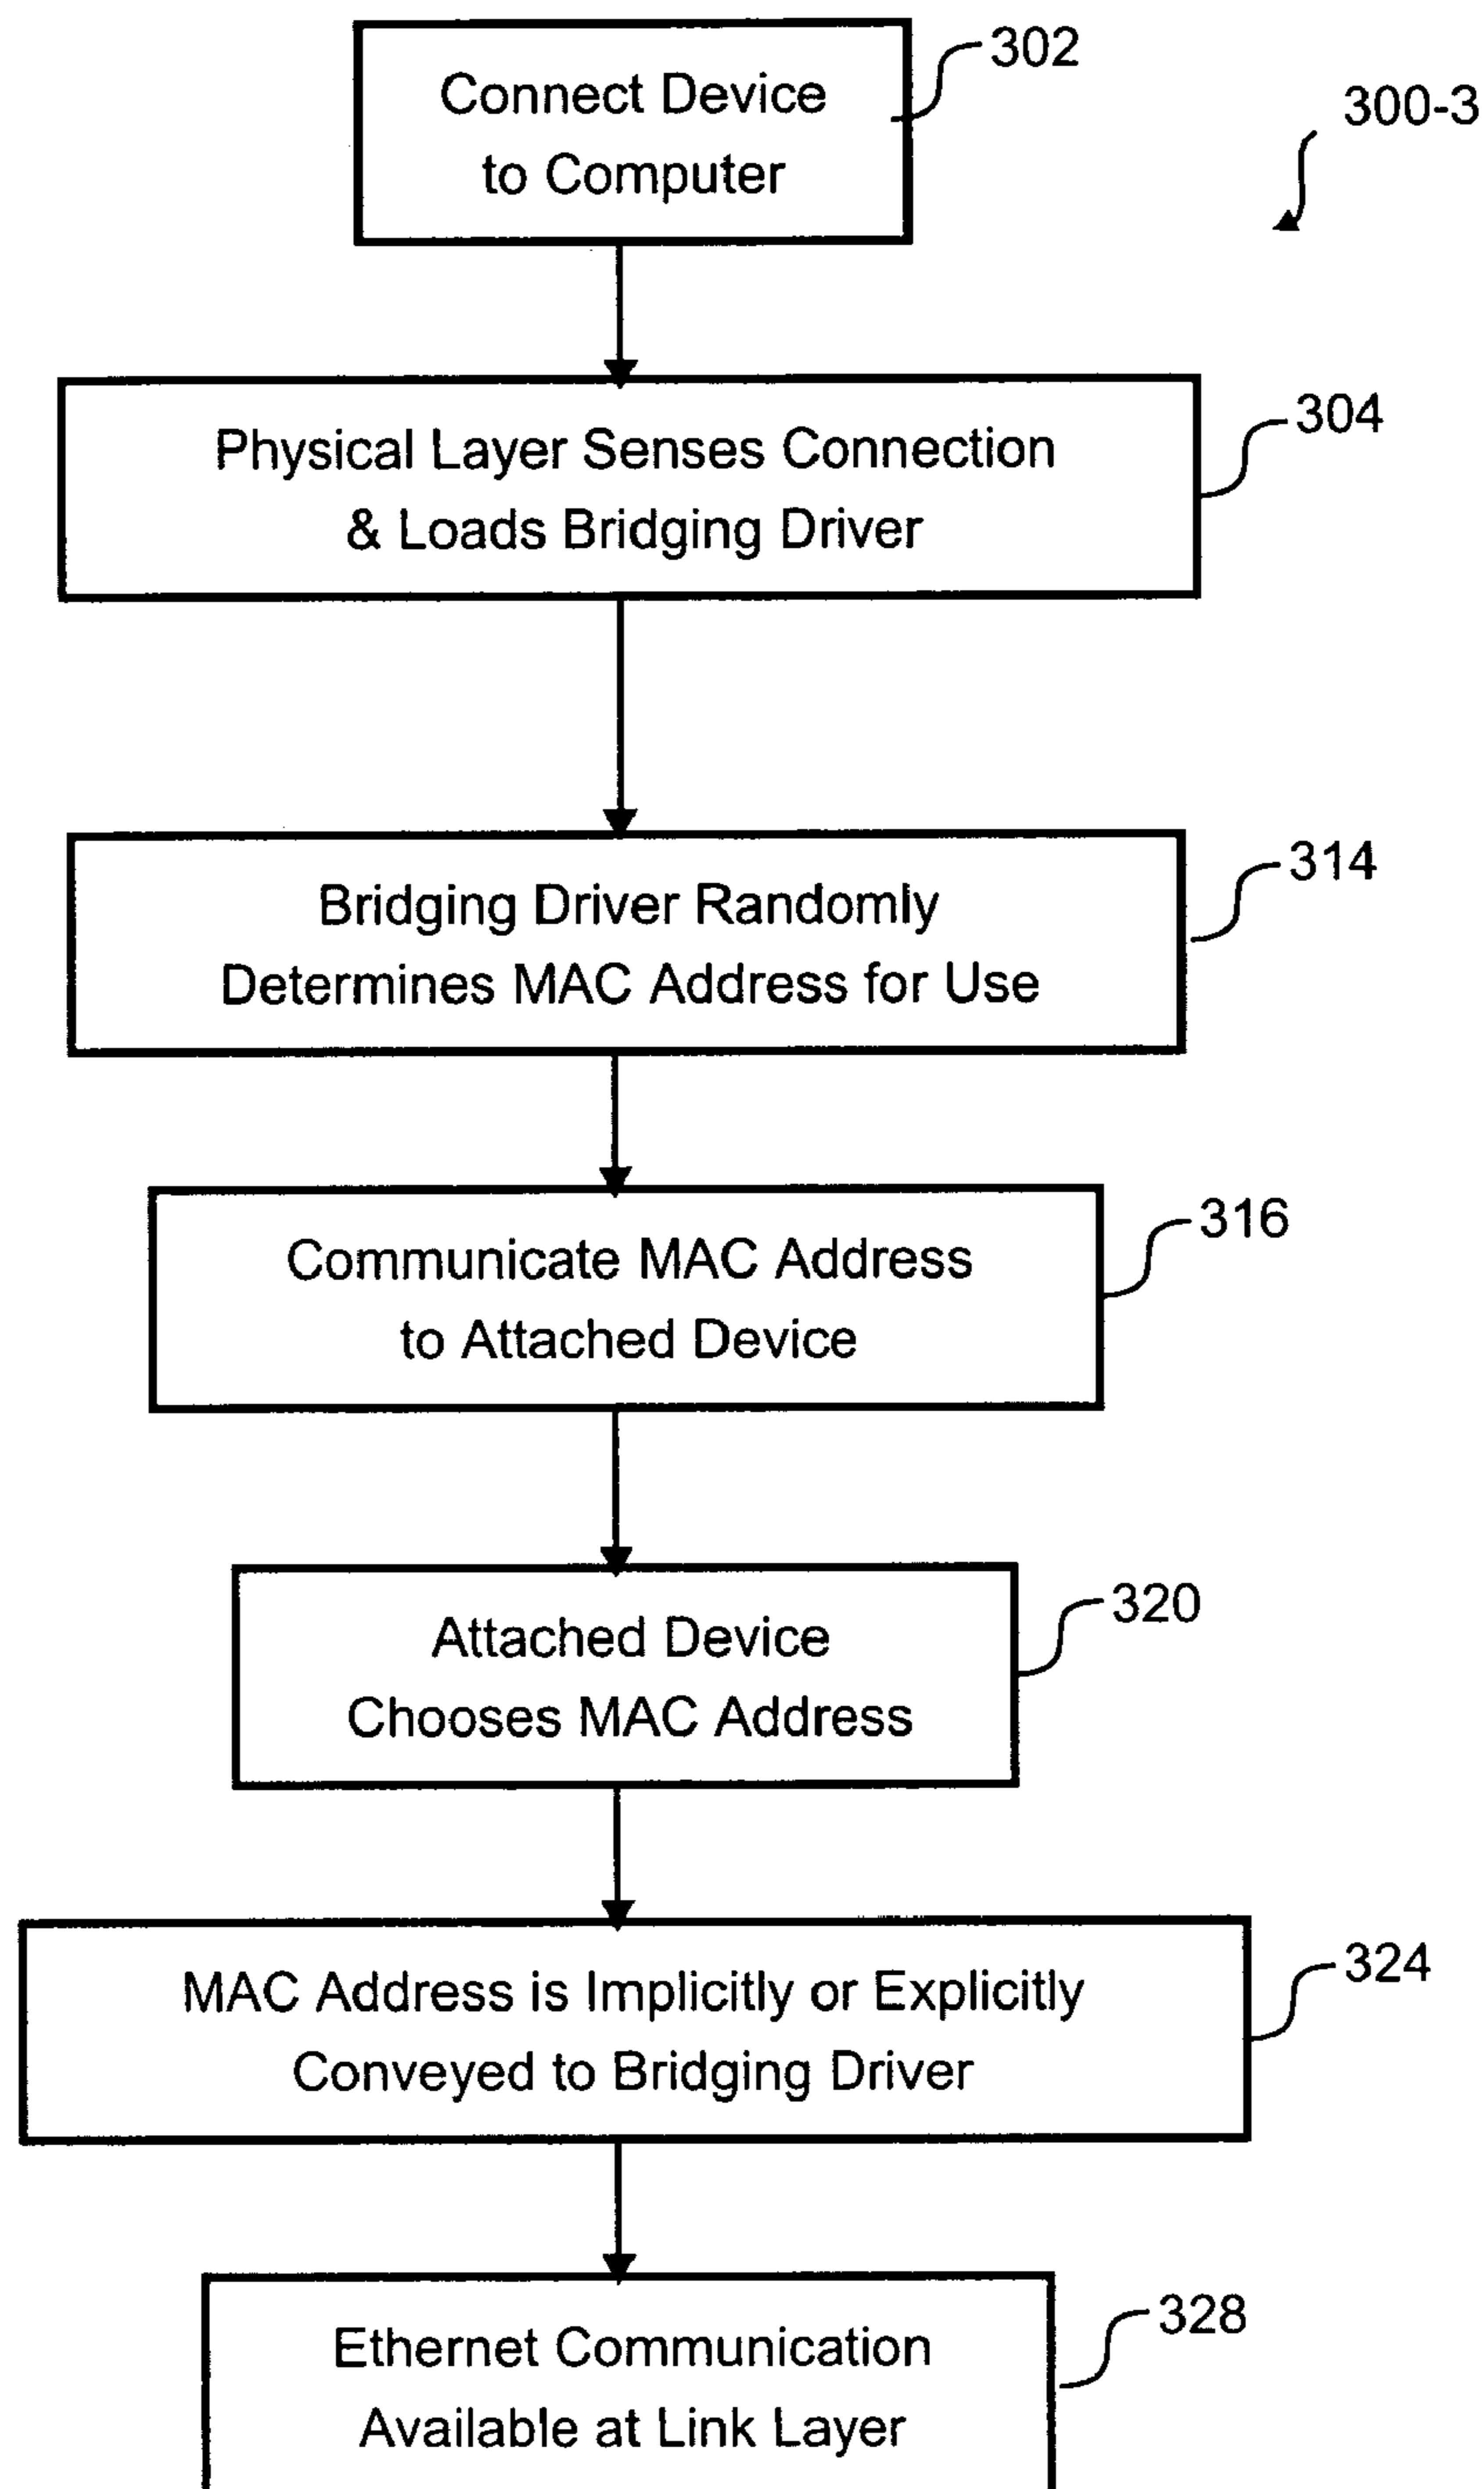 Connect Device
to Computer
302
300-3
Physical Layer Senses Connection
& Loads Bridging Driver
304
Bridging Driver Randomly
Determines MAC Address for Use
314
Communicate MAC Address
to Attached Device
316
Attached Device
Chooses MAC Address
320
MAC Address is Implicitly or Explicitly
Conveyed to Bridging Driver
324
Ethernet Communication
Available at Link Layer
328